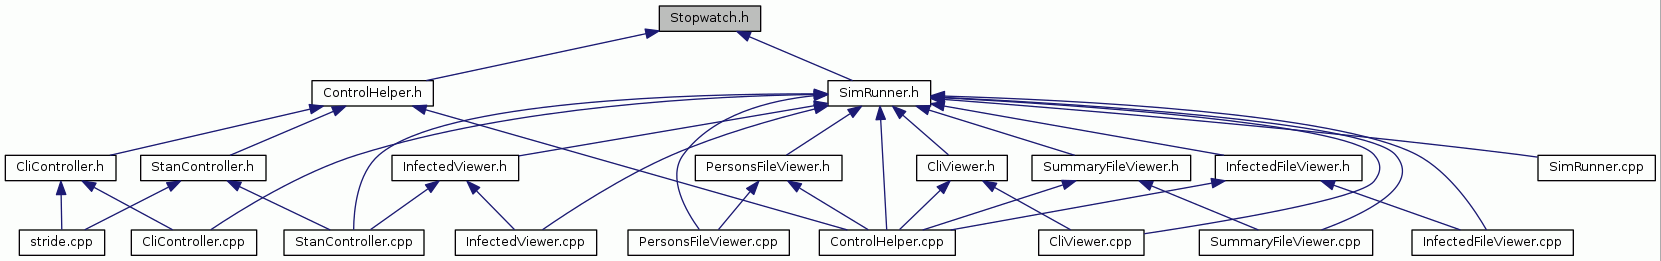 Stopwatch.h
ControlHelper.h
SimRunner.h
CliController.h
StanController.h
InfectedViewer.h
PersonsFileViewer.h
CliViewer.h
SummaryFileViewer.h
InfectedFileViewer.h
SimRunner.cpp
stride.cpp
CliController.cpp
StanController.cpp
InfectedViewer.cpp
PersonsFileViewer.cpp
ControlHelper.cpp
CliViewer.cpp
SummaryFileViewer.cpp
InfectedFileViewer.cpp